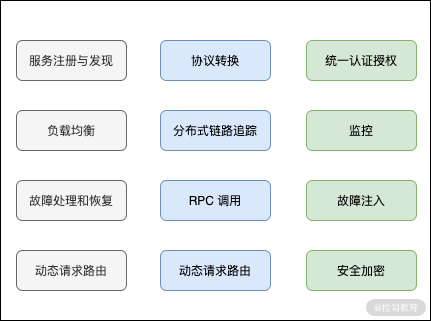 服务注册与发现
协议转换
统一认证授权
负载均衡
分布式链路追踪
监控
故障处理和恢复
RPC 调用
故障注入
动态请求路由
动态请求路由
安全加密
@拉勾教育